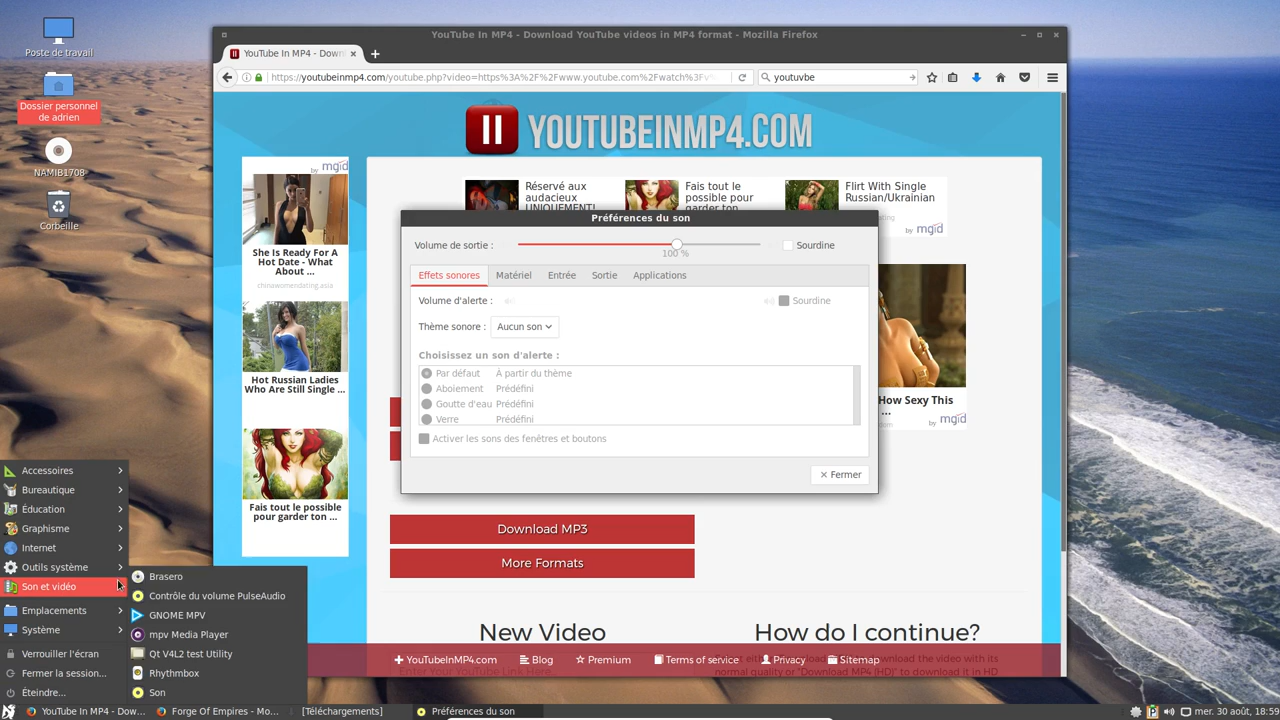 Poste de travail
Dossier personnel
de adrien
NAMIB1708
Corbeille
YouTube In MP4 - Download YouTube videos in MP4 format - Mozilla Firefox
YouTube In MP4 - Down
https://youtubeinmp4.com/youtube.php?video=https%3A%2F%2Fwww.youtube.com%2Fwatch%3Fv
youtuvbe
YOUTUBEINMP4.COM
by mgid
She Is Ready For A
Hot Date - What
About ...
chinawomendating.asia
Hot Russian Ladies
Who Are Still Single ...
Fais tout le possible
pour garder ton ...
Réservé aux
audacieux
UNIQUEMENT!
Fais tout le
possible pour
garder ton
Flirt With Single
Russian/Ukrainian
by mgid
How Sexy This
...
by mgid
Préférences du son
Volume de sortie :
100 %
Sourdine
Effets sonores
Matériel
Entrée
Sortie
Applications
Volume d'alerte :
Sourdine
Thème sonore :
Aucun son
Choisissez un son d'alerte :
Par défaut À partir du thème
Aboiement Prédéfini
Goutte d'eau Prédéfini
Verre Prédéfini
Activer les sons des fenêtres et boutons
Fermer
Download MP3
More Formats
New Video
How do I continue?
YouTubeInMP4.com
Blog
Premium
Terms of service
Privacy
Sitemap
Accessoires
Bureautique
Éducation
Graphisme
Internet
Outils système
Son et vidéo
Emplacements
Système
Verrouiller l'écran
Fermer la session...
Éteindre...
Brasero
Contrôle du volume PulseAudio
GNOME MPV
mpv Media Player
Qt V4L2 test Utility
Rhythmbox
Son
YouTube In MP4 - Dow...
Forge Of Empires - Mo...
[Téléchargements]
Préférences du son
mer. 30 août, 18:59